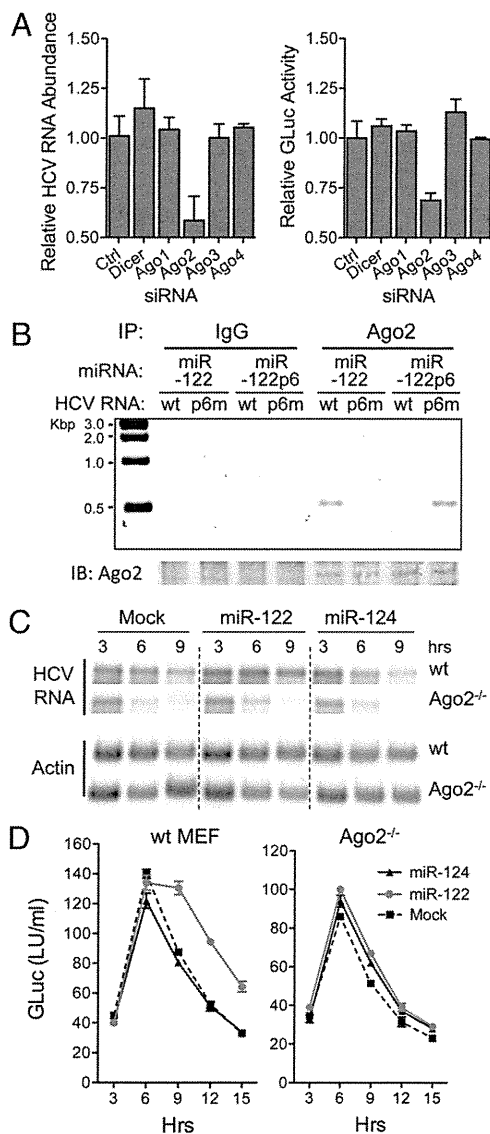 A
Relative HCV RNA Abundance
1.50
1.25
1.00
0.75
0.50
Ctrl
Dicer
Ago1
Ago2
Ago3
Ago4
siRNA
Relative GLuc Activity
1.50
1.25
1.00
0.75
0.50
Ctrl
Dicer
Ago1
Ago2
Ago3
Ago4
siRNA
B
IP: IgG Ago2
miRNA: miR-122 miR-122p6 miR-122 miR-122p6
HCV RNA: wt p6m wt p6m wt p6m wt p6m
Kbp 3.0
2.0
1.0
0.5
IB: Ago2
C
Mock miR-122 miR-124
3 6 9 3 6 9 3 6 9 hrs
HCV RNA
wt
Ago2-/-
Actin
wt
Ago2-/-
D
wt MEF
GLuc (LU/ml)
160
140
120
100
80
60
40
20
0
3 6 9 12 15
Hrs
Ago2-/-
120
100
80
60
40
20
0
miR-124
miR-122
Mock
3 6 9 12 15
Hrs